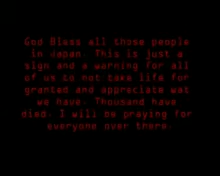 God Bless all those people
in Japan. This is just a
sign and a warning for all
of us to not take life for
granted and appreciate wat
we have. Thousand have
died. I will be praying for
everyone over there.